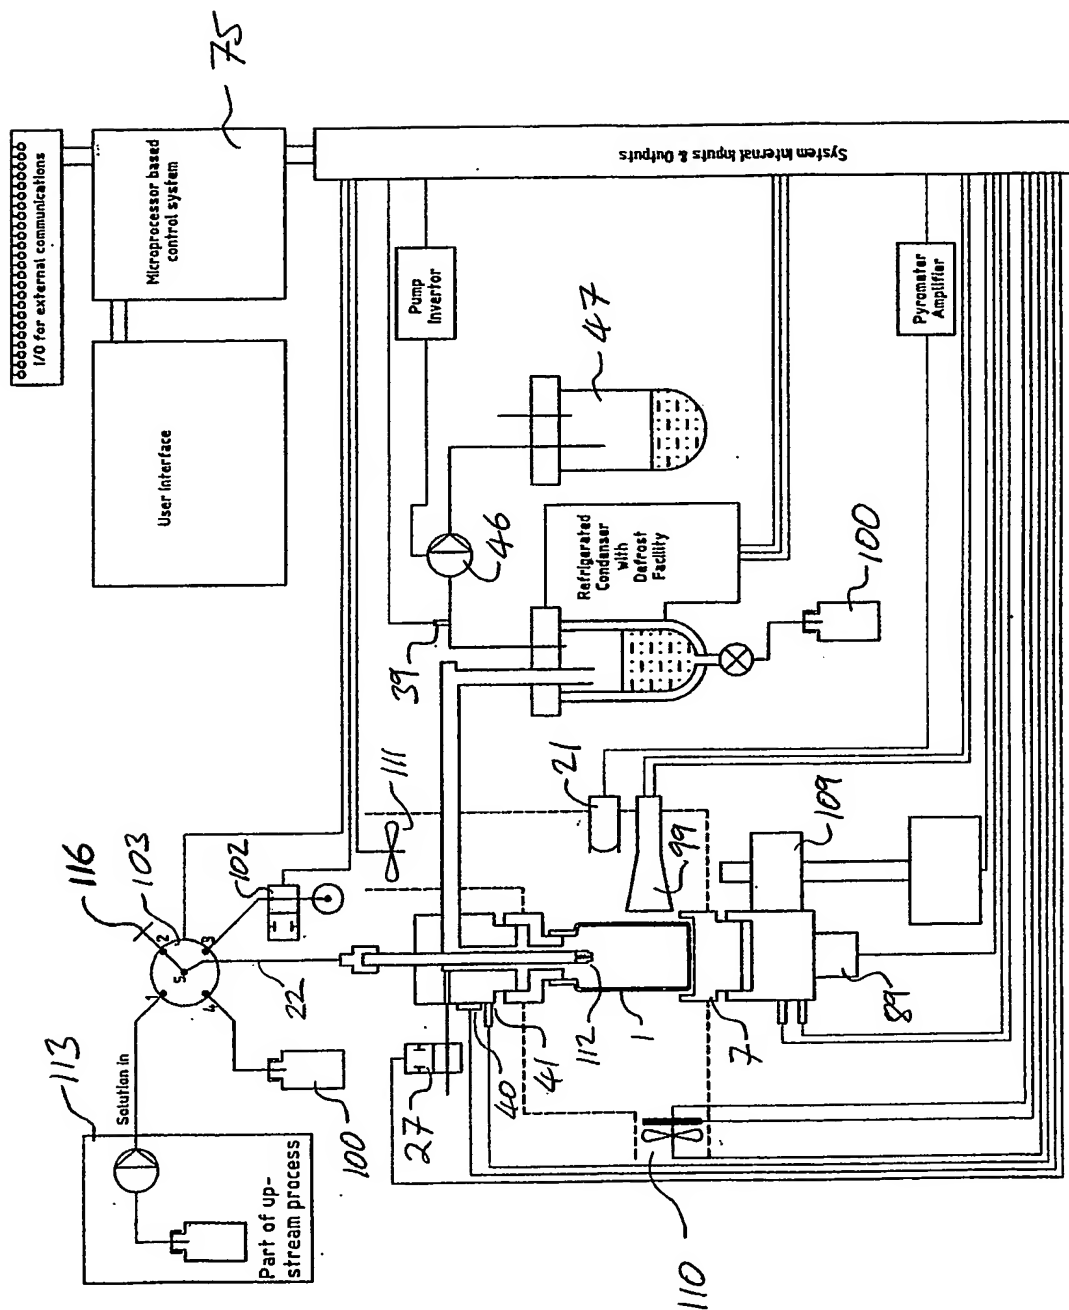 I/O for external communications
Microprocessor based
control system
75
User Interface
System Internal Inputs & Outputs
Pump
Invertor
Pyrometer
Amplifier
47
46
Refrigerated
Condenser
with
Defrost
Facility
100
39
111
21
99
109
116
103
102
1
2
3
4
5
22
113
Solution in
Part of up-
stream process
100
27
40
41
112
1
7
89
110